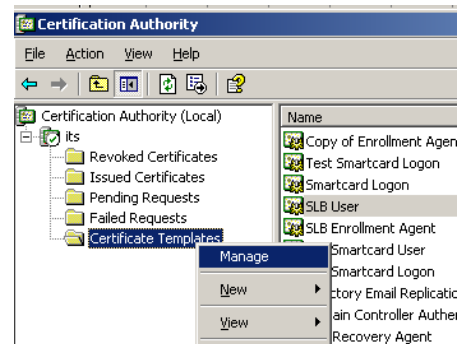 Certification Authority
File Action View Help
Certification Authority (Local)
its
Revoked Certificates
Issued Certificates
Pending Requests
Failed Requests
Certificate Templates
Manage
New
View
Name
Copy of Enrollment Agen
Test Smartcard Logon
Smartcard Logon
SLB User
SLB Enrollment Agent
Smartcard User
Smartcard Logon
ctory Email Replicatio
ain Controller Auther
Recovery Agent